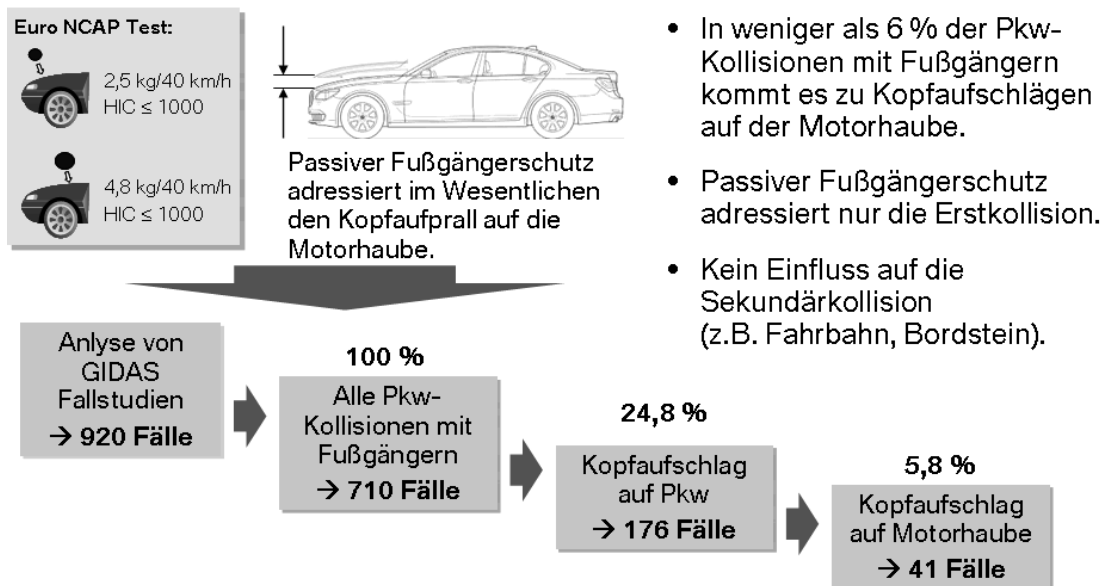 Euro NCAP Test:
2,5 kg/40 km/h
HIC ≤ 1000
4,8 kg/40 km/h
HIC ≤ 1000
Passiver Fußgängerschutz
adressiert im Wesentlichen
den Kopfaufprall auf die
Motorhaube.
• In weniger als 6 % der Pkw-
Kollisionen mit Fußgängern
kommt es zu Kopfaufschlägen
auf der Motorhaube.
• Passiver Fußgängerschutz
adressiert nur die Erstkollision.
• Kein Einfluss auf die
Sekundärkollision
(z.B. Fahrbahn, Bordstein).
Anlyse von
GIDAS
Fallstudien
→ 920 Fälle
100 %
Alle Pkw-
Kollisionen mit
Fußgängern
→ 710 Fälle
24,8 %
Kopfaufschlag
auf Pkw
→ 176 Fälle
5,8 %
Kopfaufschlag
auf Motorhaube
→ 41 Fälle